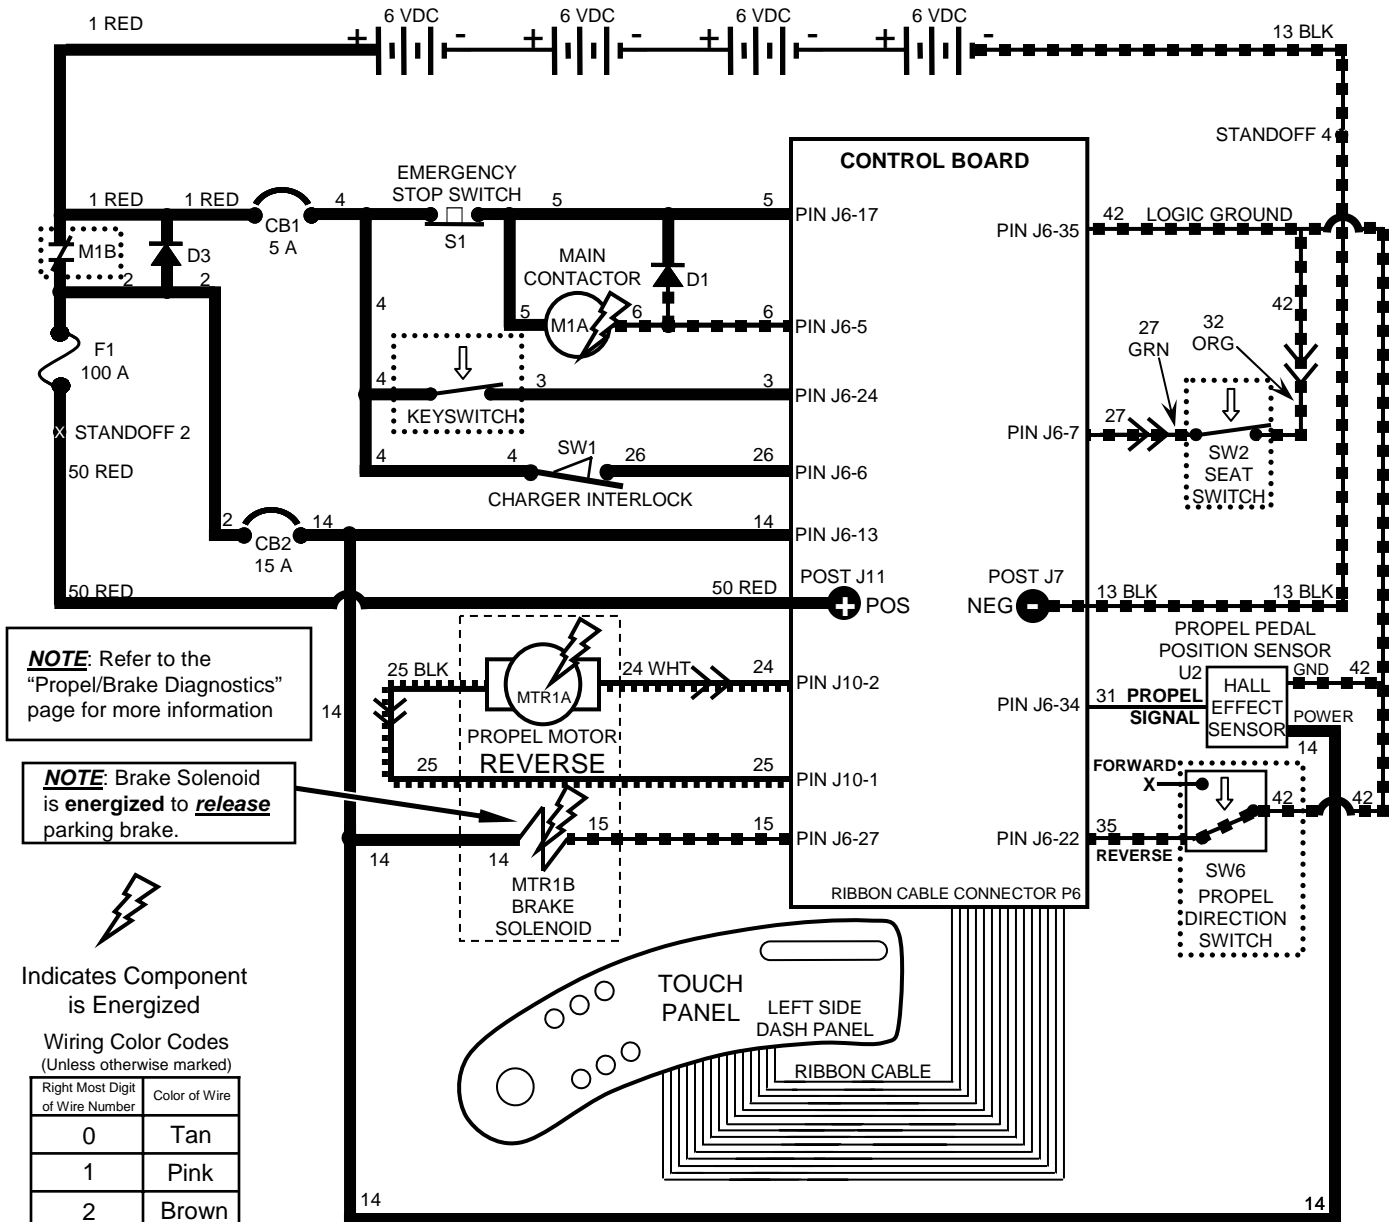 1 RED
6 VDC
6 VDC
6 VDC
6 VDC
13 BLK
+ -
+ -
+ -
+ -
STANDOFF 4
CONTROL BOARD
EMERGENCY
STOP SWITCH
S1
1 RED
1 RED
CB1
5 A
4
5
5
PIN J6-17
PIN J6-35
42
LOGIC GROUND
M1B
D3
2
2
MAIN
CONTACTOR
D1
5
M1A
6
6
PIN J6-5
4
42
27
GRN
32
ORG
F1
100 A
4
3
3
PIN J6-24
KEYSWITCH
X STANDOFF 2
PIN J6-7
27
SW2
SEAT
SWITCH
50 RED
4
4
SW1
26
26
PIN J6-6
CHARGER INTERLOCK
2
14
CB2
15 A
14
PIN J6-13
50 RED
50 RED
POST J11
+ POS
POST J7
NEG -
13 BLK
13 BLK
PROPEL PEDAL
POSITION SENSOR
U2
HALL
EFFECT
SENSOR
GND
42
POWER
14
NOTE: Refer to the
“Propel/Brake Diagnostics”
page for more information
14
25 BLK
MTR1A
24 WHT
24
PIN J10-2
PIN J6-34
31
PROPEL
SIGNAL
PROPEL MOTOR
REVERSE
25
25
PIN J10-1
FORWARD
X
42
42
NOTE: Brake Solenoid
is energized to release
parking brake.
14
14
15
15
PIN J6-27
PIN J6-22
35
REVERSE
SW6
PROPEL
DIRECTION
SWITCH
MTR1B
BRAKE
SOLENOID
RIBBON CABLE CONNECTOR P6
Indicates Component
is Energized
TOUCH
PANEL
LEFT SIDE
DASH PANEL
RIBBON CABLE
Wiring Color Codes
(Unless otherwise marked)
Right Most Digit
of Wire Number
Color of Wire
0
Tan
1
Pink
2
Brown
14
14